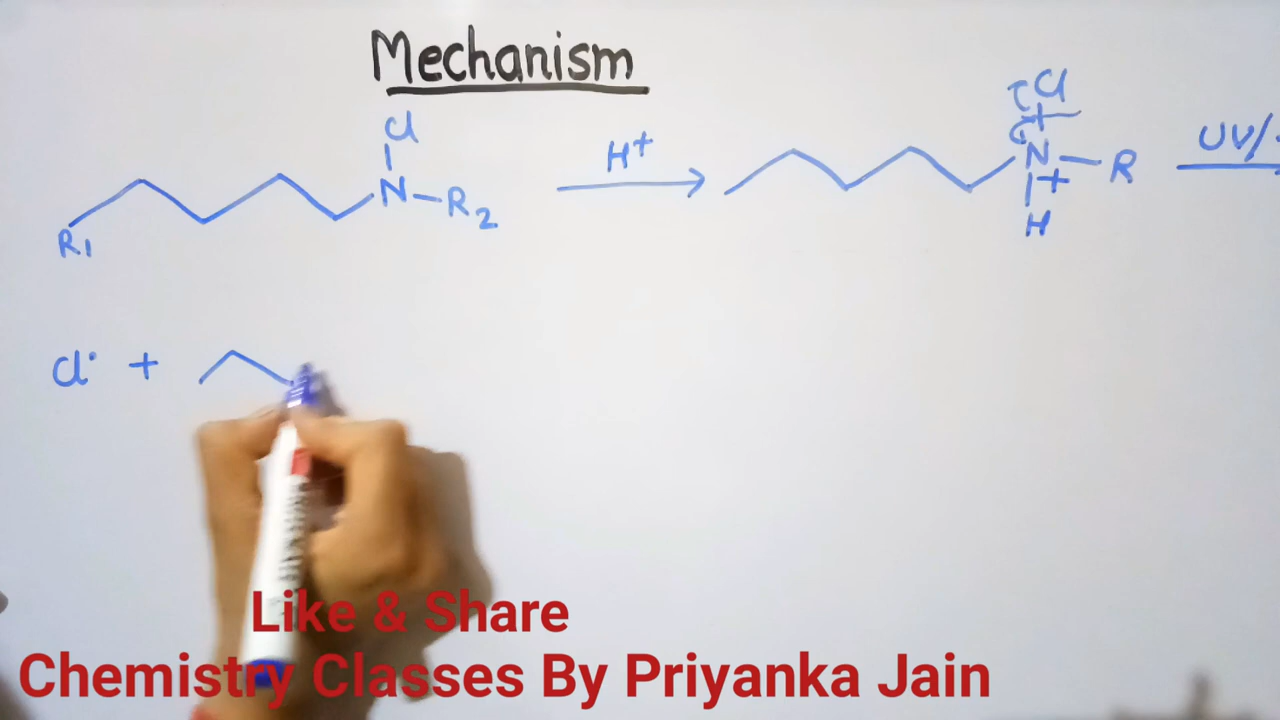 Mechanism
Cl
N-R2
R1
H+
Cl
N+-R
H
UV/
Cl• +
Like & Share
Chemistry Classes By Priyanka Jain